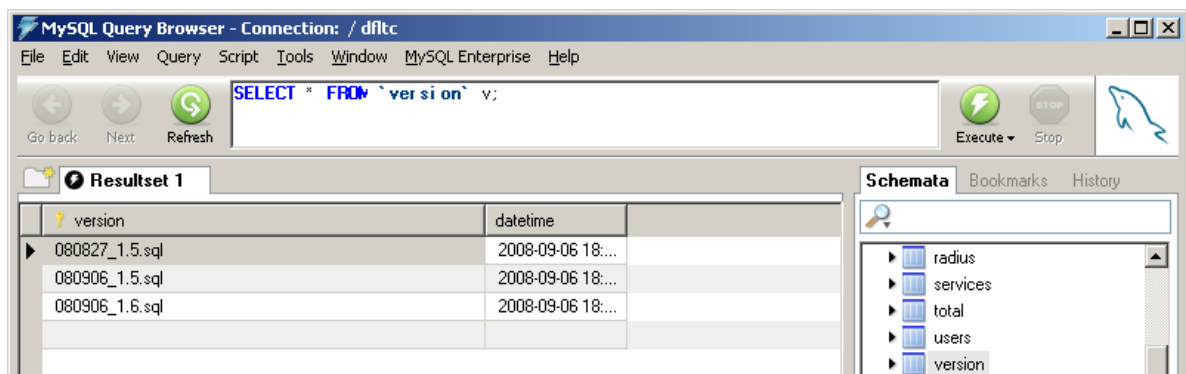 MySQL Query Browser - Connection: / dfltc
File Edit View Query Script Tools Window MySQL Enterprise Help
SELECT * FROM `version` v;
Go back Next Refresh Execute Stop
STOP
Resultset 1
Schemata Bookmarks History
version datetime
080827_1.5.sql 2008-09-06 18:...
080906_1.5.sql 2008-09-06 18:...
080906_1.6.sql 2008-09-06 18:...
radius
services
total
users
version